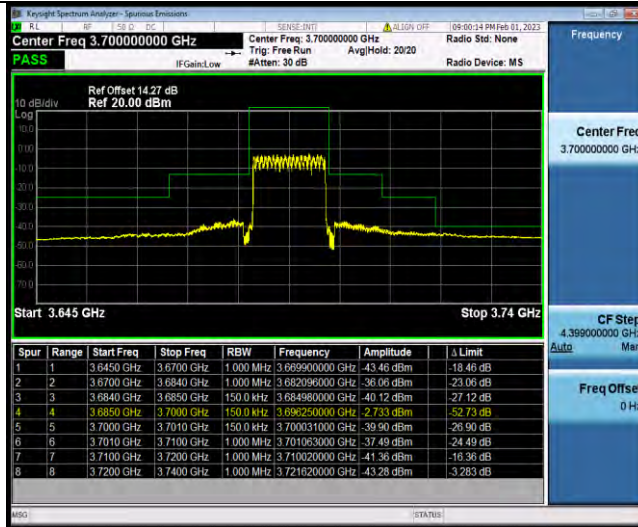 Keysight Spectrum Analyzer - Spurious Emissions
RL RF 50 Ω DC SENSE:INT ALIGN OFF 09:00:14 PM Feb 01, 2023
Center Freq 3.700000000 GHz Center Freq: 3.700000000 GHz Radio Std: None
Trig: Free Run Avg|Hold: 20/20
PASS IFGain:Low #Atten: 30 dB Radio Device: MS
Frequency
Ref Offset 14.27 dB
10 dB/div Ref 20.00 dBm
Log
10.0
0.00
-10.0
-20.0
-30.0
-40.0
-50.0
-60.0
-70.0
Start 3.645 GHz Stop 3.74 GHz
Center Freq
3.700000000 GHz
CF Step
4.399000000 GHz
Auto Man
Freq Offset
0 Hz
Spur Range Start Freq Stop Freq RBW Frequency Amplitude Δ Limit
1 1 3.6450 GHz 3.6700 GHz 1.000 MHz 3.669900000 GHz -43.46 dBm -18.46 dB
2 2 3.6700 GHz 3.6840 GHz 1.000 MHz 3.682096000 GHz -36.06 dBm -23.06 dB
3 3 3.6840 GHz 3.6850 GHz 150.0 kHz 3.684980000 GHz -40.12 dBm -27.12 dB
4 4 3.6850 GHz 3.7000 GHz 150.0 kHz 3.696250000 GHz -2.733 dBm -52.73 dB
5 5 3.7000 GHz 3.7010 GHz 150.0 kHz 3.700031000 GHz -39.90 dBm -26.90 dB
6 6 3.7010 GHz 3.7100 GHz 1.000 MHz 3.701063000 GHz -37.49 dBm -24.49 dB
7 7 3.7100 GHz 3.7200 GHz 1.000 MHz 3.710020000 GHz -41.36 dBm -16.36 dB
8 8 3.7200 GHz 3.7400 GHz 1.000 MHz 3.721620000 GHz -43.28 dBm -3.283 dB
MSG STATUS